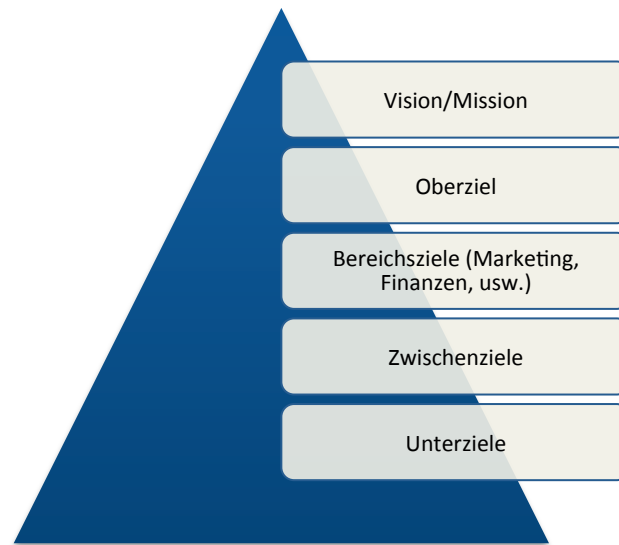 Vision/Mission
Oberziel
Bereichsziele (Marketing,
Finanzen, usw.)
Zwischenziele
Unterziele